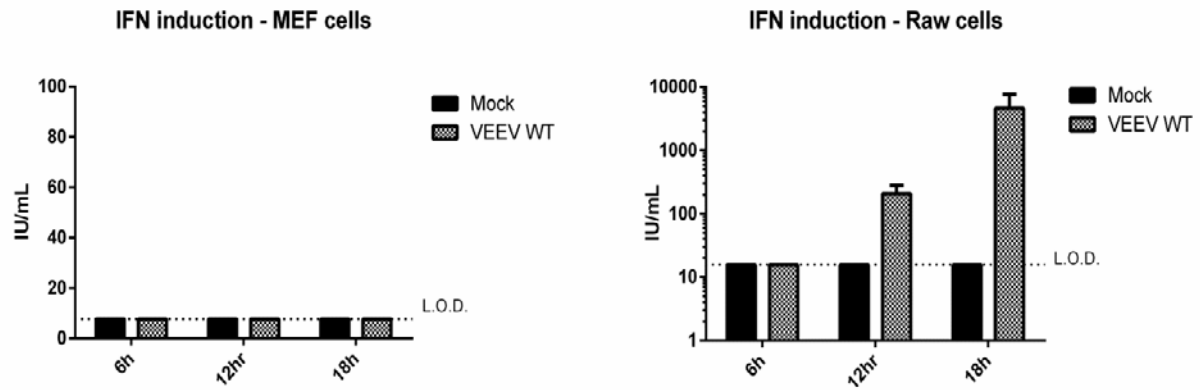 IFN induction - MEF cells
100
80
60
40
20
0
IU/mL
6h
12hr
18h
Mock
VEEV WT
L.O.D.
IFN induction - Raw cells
10000
1000
100
10
1
IU/mL
6h
12hr
18h
Mock
VEEV WT
L.O.D.